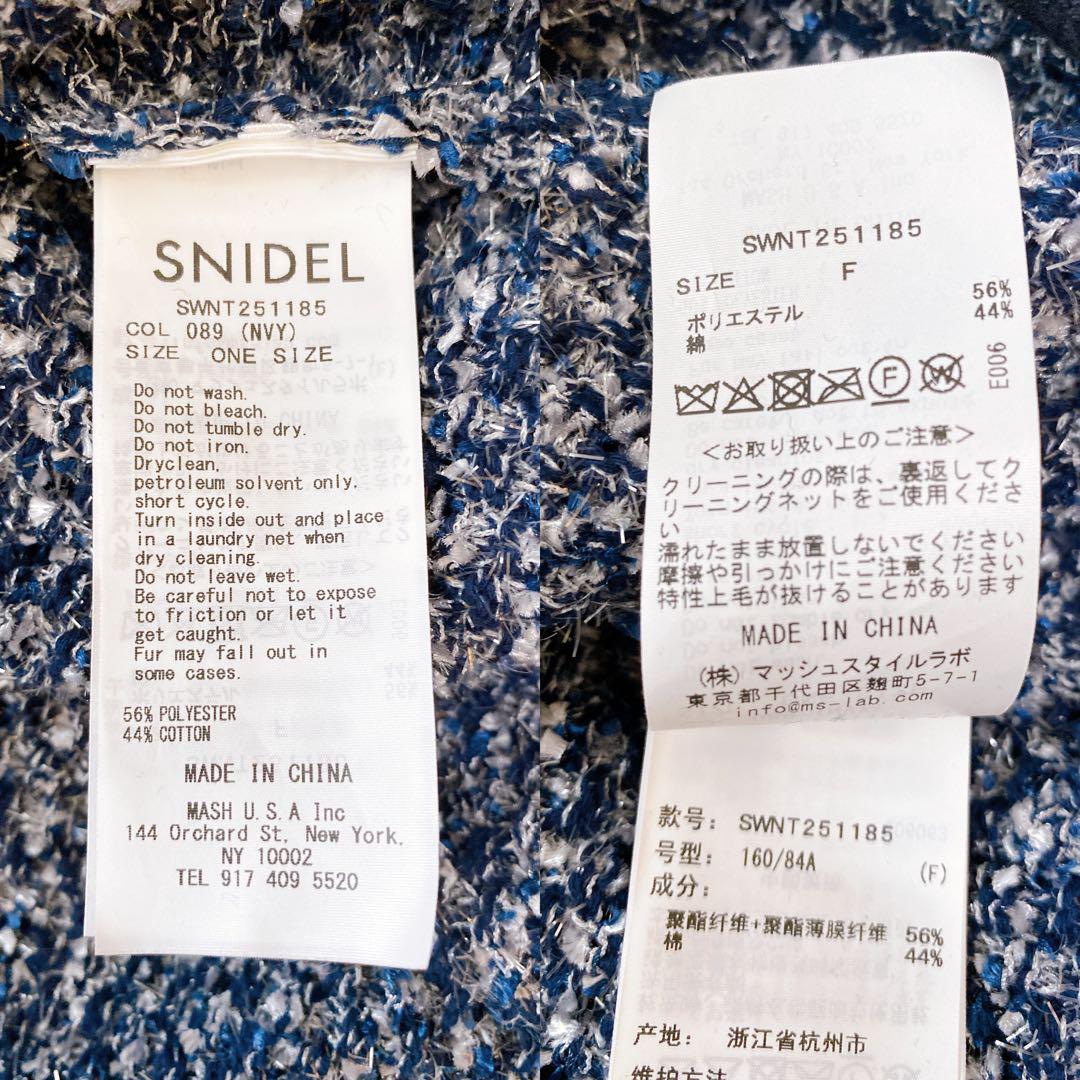 SNIDEL
SWNT251185
COL 089 (NVY)
SIZE ONE SIZE
Do not wash.
Do not bleach.
Do not tumble dry.
Do not iron.
Dryclean,
petroleum solvent only,
short cycle.
Turn inside out and place
in a laundry net when
dry cleaning.
Do not leave wet.
Be careful not to expose
to friction or let it
get caught.
Fur may fall out in
some cases.
56% POLYESTER
44% COTTON
MADE IN CHINA
MASH U.S.A Inc
144 Orchard St, New York,
NY 10002
TEL 917 409 5520
SWNT251185
SIZE F
ポリエステル 56%
綿 44%
F W
E006
<お取り扱い上のご注意>
クリーニングの際は、裏返してク
リーニングネットをご使用くださ
い
濡れたまま放置しないでください
摩擦や引っかけにご注意ください
特性上毛が抜けることがあります
MADE IN CHINA
(株)マッシュスタイルラボ
東京都千代田区麹町5-7-1
info@ms-lab.com
款号: SWNT251185
号型: 160/84A (F)
成分:
聚酯纤维+聚酯薄膜纤维 56%
棉 44%
产地: 浙江省杭州市
维护方法